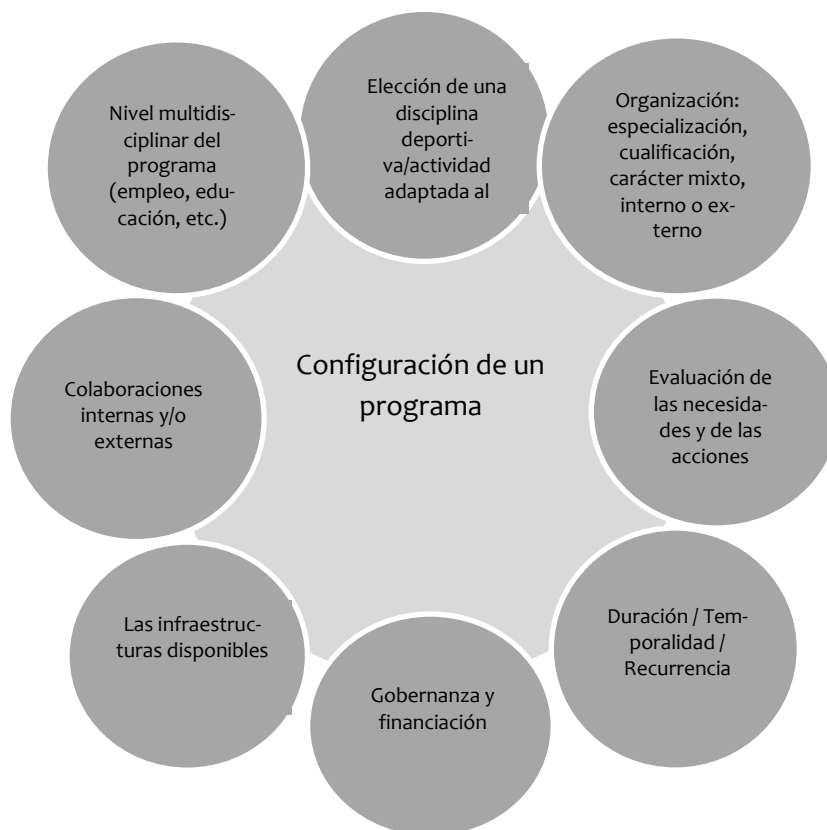 Nivel multidis-
ciplinar del
programa
(empleo, edu-
cación, etc.)
Elección de una
disciplina
deporti-
va/actividad
adaptada al
Organización:
especialización,
cualificación,
carácter mixto,
interno o ex-
terno
Colaboraciones
internas y/o
externas
Configuración de un
programa
Evaluación de
las necesida-
des y de las
acciones
Las infraestruc-
turas disponibles
Gobernanza y
financiación
Duración / Tem-
poralidad /
Recurrencia